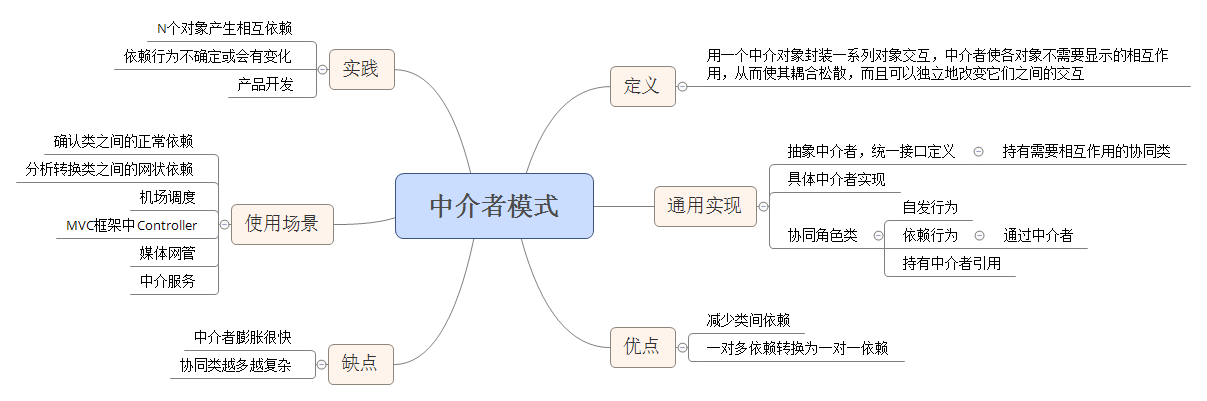 中介者模式
定义
用一个中介对象封装一系列对象交互，中介者使各对象不需要显示的相互作
用，从而使其耦合松散，而且可以独立地改变它们之间的交互
通用实现
抽象中介者，统一接口定义
持有需要相互作用的协同类
具体中介者实现
协同角色类
自发行为
依赖行为
通过中介者
持有中介者引用
优点
减少类间依赖
一对多依赖转换为一对一依赖
实践
N个对象产生相互依赖
依赖行为不确定或会有变化
产品开发
使用场景
确认类之间的正常依赖
分析转换类之间的网状依赖
机场调度
MVC框架中Controller
媒体网管
中介服务
缺点
中介者膨胀很快
协同类越多越复杂